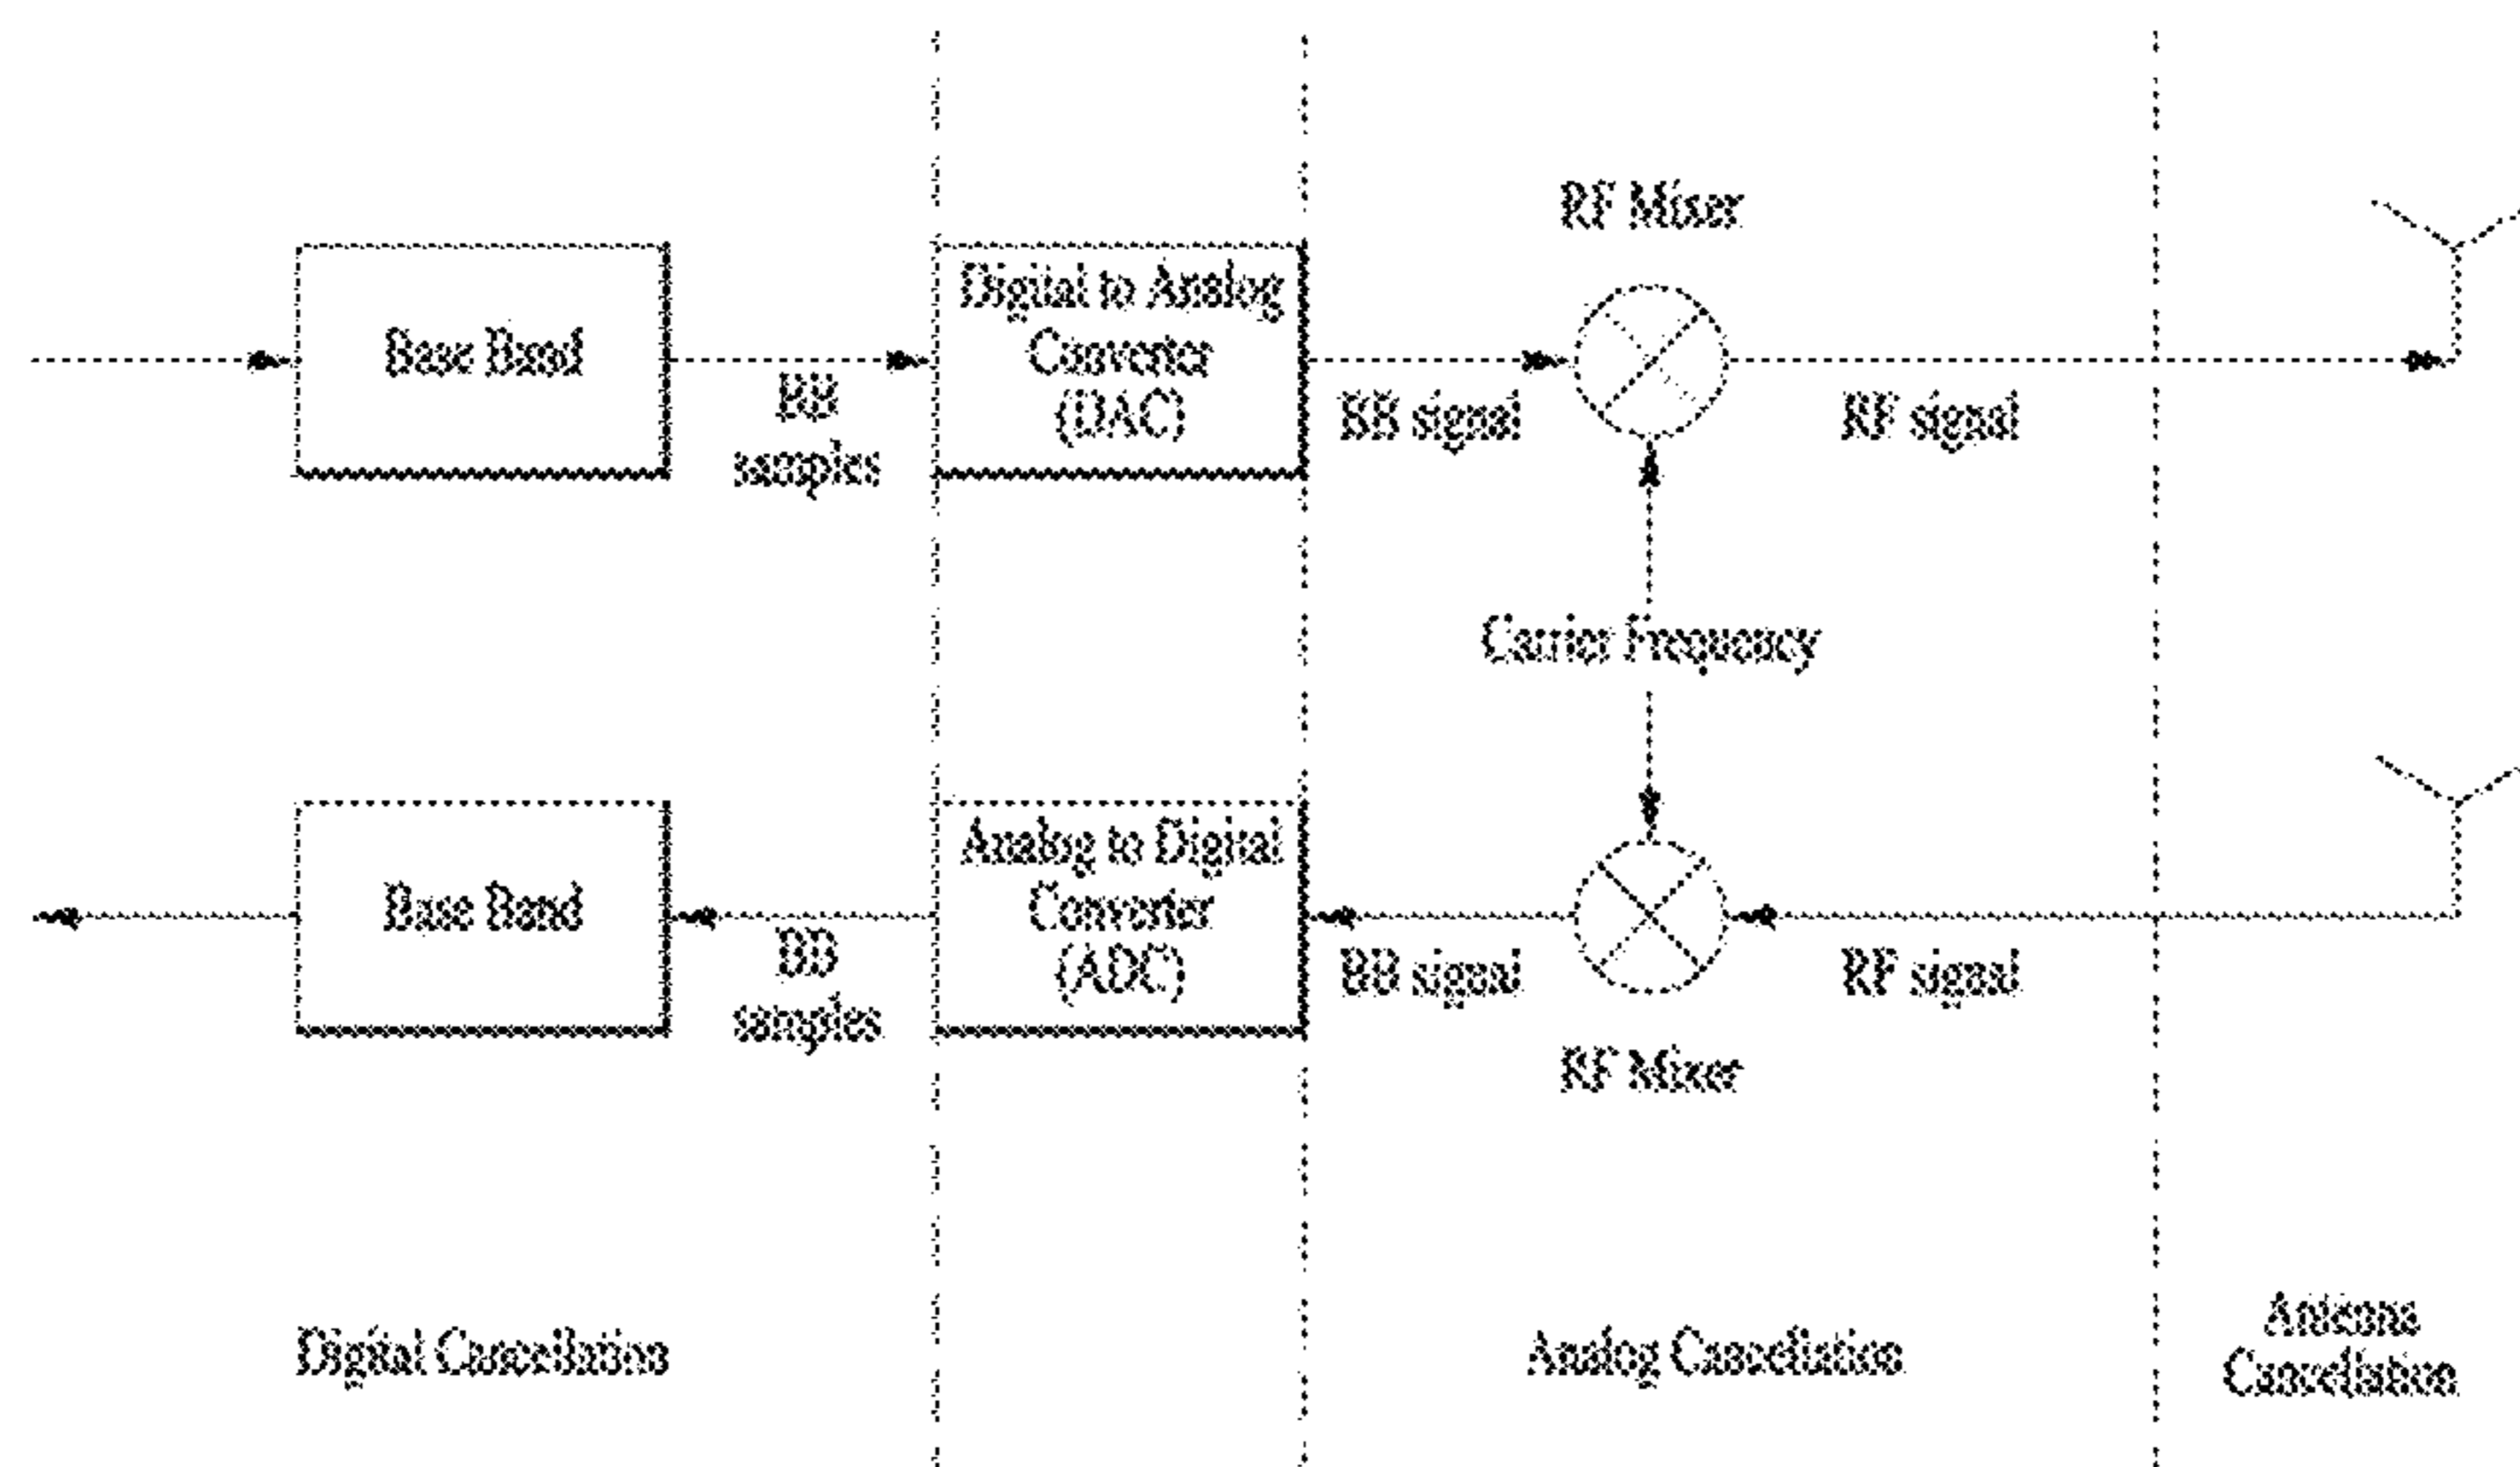 RF Mixer
Base Band
BB
samples
Digital to Analog
Converter
(DAC)
BB signal
RF signal
Carrier Frequency
Base Band
BB
samples
Analog to Digital
Converter
(ADC)
BB signal
RF signal
RF Mixer
Digital Cancellation
Analog Cancellation
Antenna
Cancellation